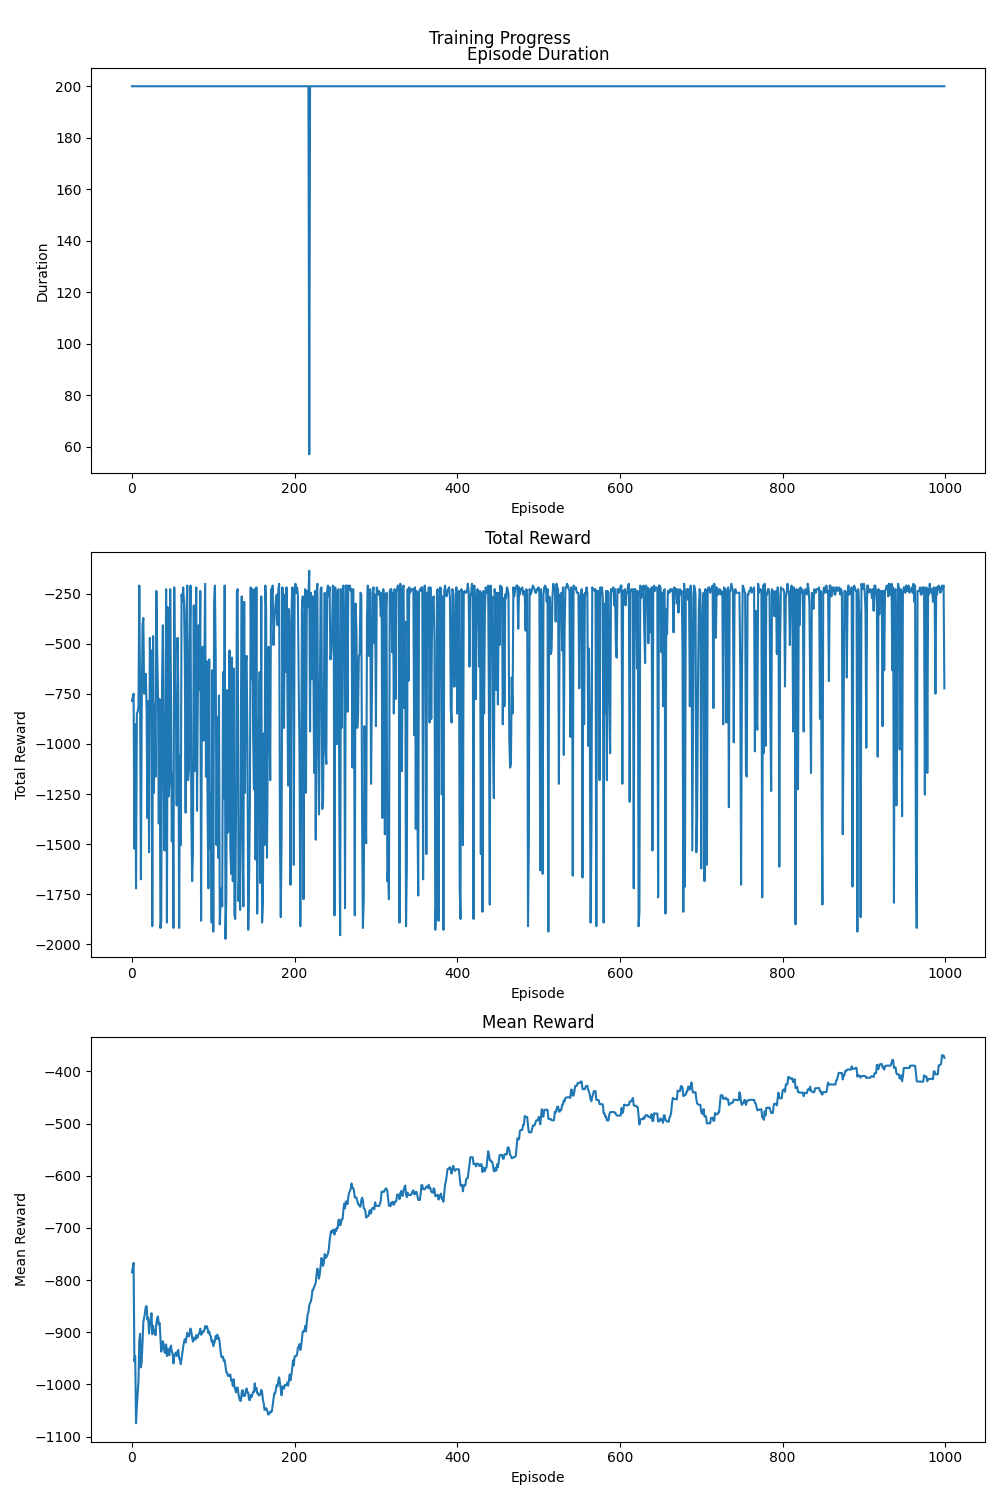 Training Progress
Episode Duration
200
180
160
140
120
100
80
60
Duration
0 200 400 600 800 1000
Episode
Total Reward
−250
−500
−750
−1000
−1250
−1500
−1750
−2000
Total Reward
0 200 400 600 800 1000
Episode
Mean Reward
−400
−500
−600
−700
−800
−900
−1000
−1100
Mean Reward
0 200 400 600 800 1000
Episode